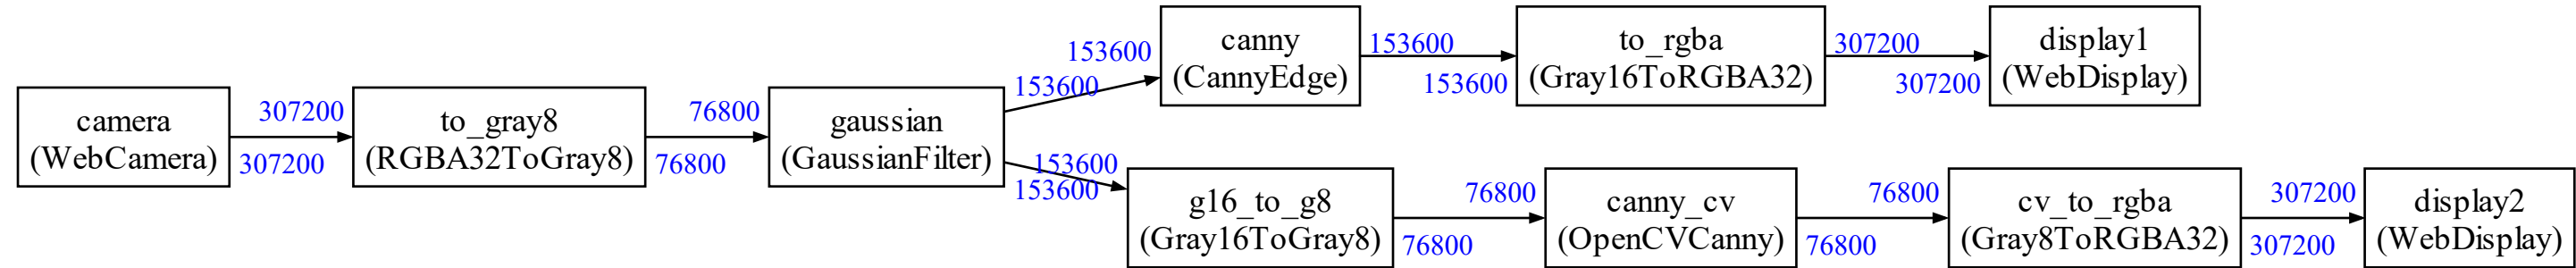 camera
(WebCamera)
307200
307200
to_gray8
(RGBA32ToGray8)
76800
76800
gaussian
(GaussianFilter)
153600
153600
canny
(CannyEdge)
153600
153600
to_rgba
(Gray16ToRGBA32)
307200
307200
display1
(WebDisplay)
153600
153600
g16_to_g8
(Gray16ToGray8)
76800
76800
canny_cv
(OpenCVCanny)
76800
76800
cv_to_rgba
(Gray8ToRGBA32)
307200
307200
display2
(WebDisplay)